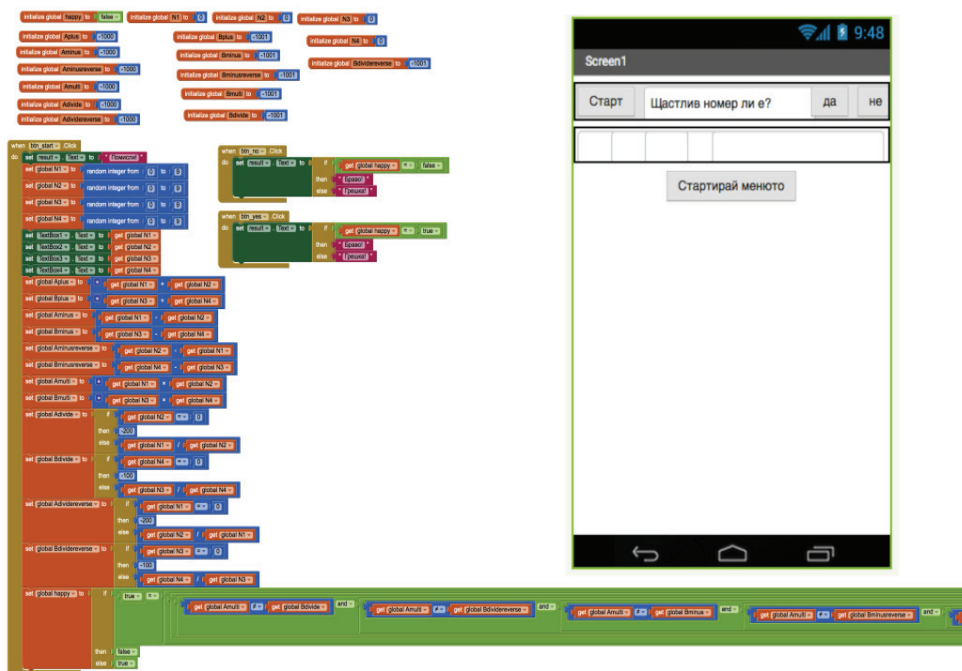 initialize global happy to false
initialize global N1 to 0
initialize global N2 to 0
initialize global N3 to 0
initialize global Aplus to -1000
initialize global Bplus to -1001
initialize global N4 to 0
initialize global Aminus to -1000
initialize global Bminus to -1001
initialize global Bdividereverse to -1001
initialize global Aminusreverse to -1000
initialize global Bminusreverse to -1001
initialize global Amulti to -1000
initialize global Bmulti to -1001
initialize global Adivide to -1000
initialize global Bdivide to -1001
initialize global Adividereverse to -1000
when btn_start .Click
do set result . Text to " Помисли! "
set global N1 to random integer from 0 to 9
set global N2 to random integer from 0 to 9
set global N3 to random integer from 0 to 9
set global N4 to random integer from 0 to 9
set TextBox1 . Text to get global N1
set TextBox2 . Text to get global N2
set TextBox3 . Text to get global N3
set TextBox4 . Text to get global N4
set global Aplus to get global N1 + get global N2
set global Bplus to get global N3 + get global N4
set global Aminus to get global N1 - get global N2
set global Bminus to get global N3 - get global N4
set global Aminusreverse to get global N2 - get global N1
set global Bminusreverse to get global N4 - get global N3
set global Amulti to get global N1 × get global N2
set global Bmulti to get global N3 × get global N4
set global Adivide to if get global N2 = 0
then -200
else get global N1 / get global N2
set global Bdivide to if get global N4 = 0
then -100
else get global N3 / get global N4
set global Adividereverse to if get global N1 = 0
then -200
else get global N2 / get global N1
set global Bdividereverse to if get global N3 = 0
then -100
else get global N4 / get global N3
set global happy to if true = get global Amulti ≠ get global Bdivide and get global Amulti ≠ get global Bdividereverse and get global Amulti ≠ get global Bminus and get global Amulti ≠ get global Bminusreverse and
then false
else true
when btn_no .Click
do set result . Text to if get global happy = false
then " Браво! "
else " Грешка! "
when btn_yes .Click
do set result . Text to if get global happy = true
then " Браво! "
else " Грешка! "
9:48
Screen1
Старт Щастлив номер ли е? да не
Стартирай менюто